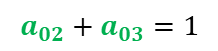 a₀₂ + a₀₃ = 1